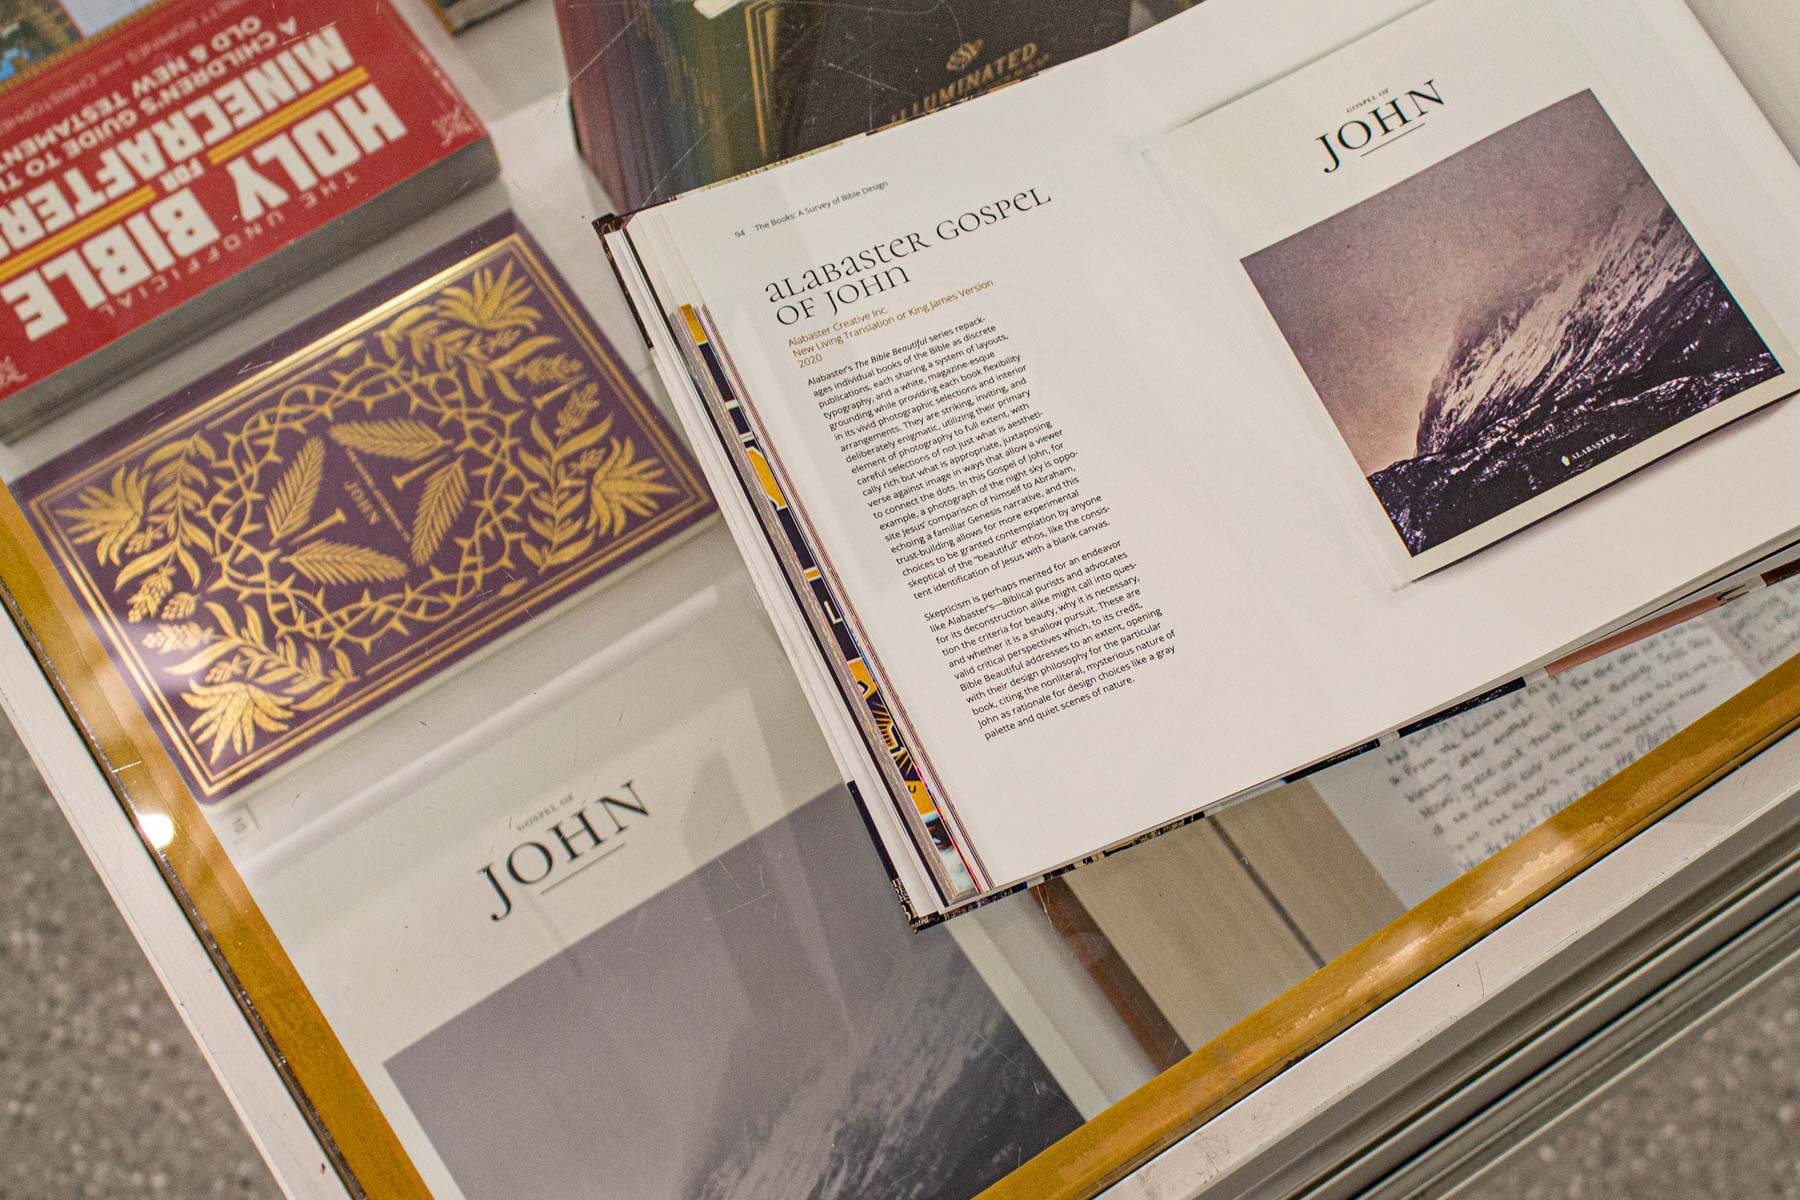 THE UNOFFICIAL
HOLY BIBLE
FOR
MINECRAFTERS
A CHILDREN'S GUIDE TO THE
OLD & NEW TESTAMENT
ILLUMINATED
JOHN
94 The Books: A Survey of Bible Design
ALABASTER GOSPEL
OF JOHN
Alabaster Creative Inc.
New Living Translation or King James Version
2020
Alabaster's The Bible Beautiful series repack-
ages individual books of the Bible as discrete
publications, each sharing a system of layouts,
typography, and a white, magazine-esque
grounding while providing each book flexibility
in its vivid photographic selections and interior
arrangements. They are striking, inviting, and
deliberately enigmatic, utilizing their primary
element of photography to full extent, with
careful selections of not just what is aestheti-
cally rich but what is appropriate, juxtaposing
verse against image in ways that allow a viewer
to connect the dots. In this Gospel of John, for
example, a photograph of the night sky is oppo-
site Jesus' comparison of himself to Abraham,
echoing a familiar Genesis narrative, and this
trust-building allows for more experimental
choices to be granted contemplation by anyone
skeptical of the "beautiful" ethos, like the consis-
tent identification of Jesus with a blank canvas.
Skepticism is perhaps merited for an endeavor
like Alabaster's—Biblical purists and advocates
for its deconstruction alike might call into ques-
tion the criteria for beauty, why it is necessary,
and whether it is a shallow pursuit. These are
valid critical perspectives which, to its credit,
Bible Beautiful addresses to an extent, opening
with their design philosophy for the particular
book, citing the nonliteral, mysterious nature of
John as rationale for design choices like a gray
palette and quiet scenes of nature.
GOSPEL OF
JOHN
ALABASTER
10
GOSPEL OF
JOHN